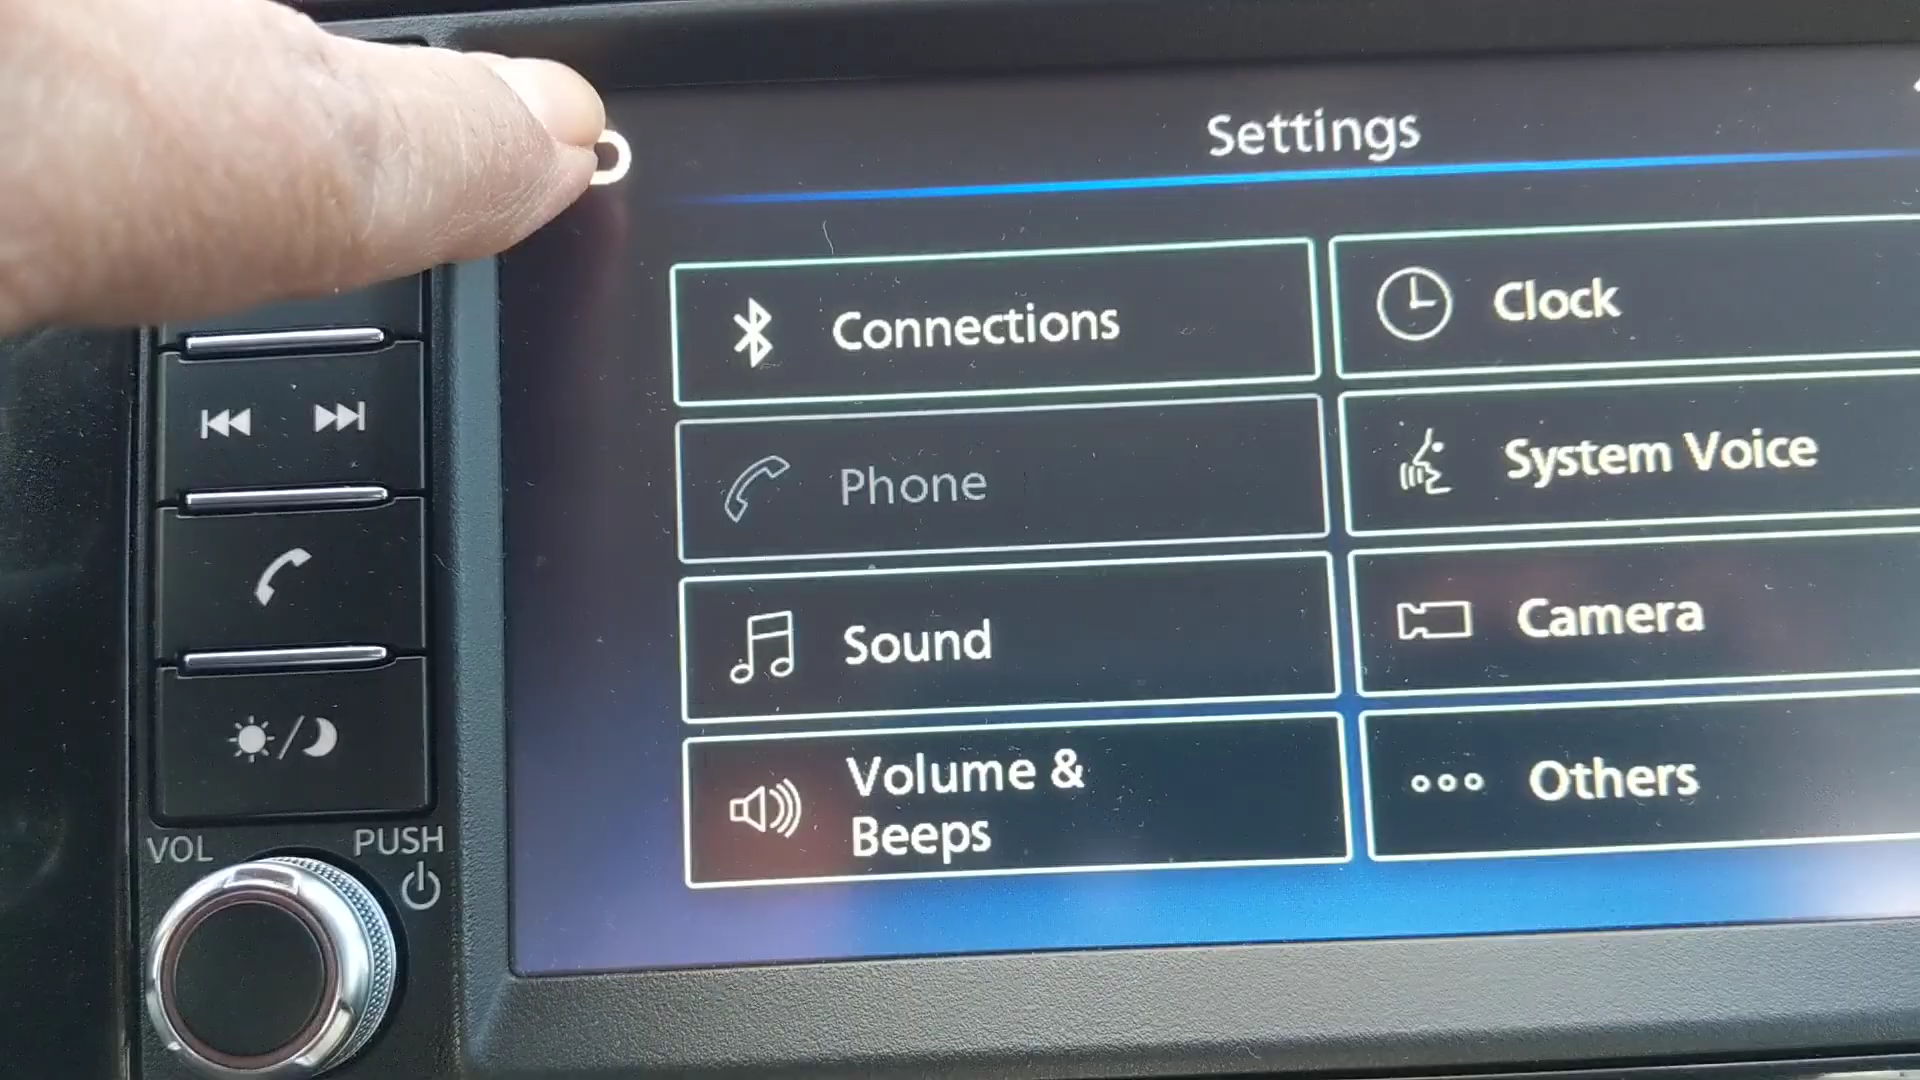 Settings
Connections
Clock
Phone
System Voice
Sound
Camera
Volume &
Beeps
Others
VOL
PUSH